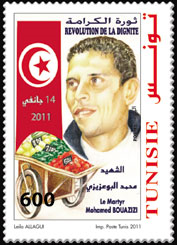 ثورة الكرامة
REVOLUTION DE LA DIGNITE
تونس
14 جانفي
2011
الشهيد
محمد البوعزيزي
Le Martyr
Mohamed BOUAZIZI
600
TUNISIE
Leila ALLAGUI
Imp. Poste Tunis 2011